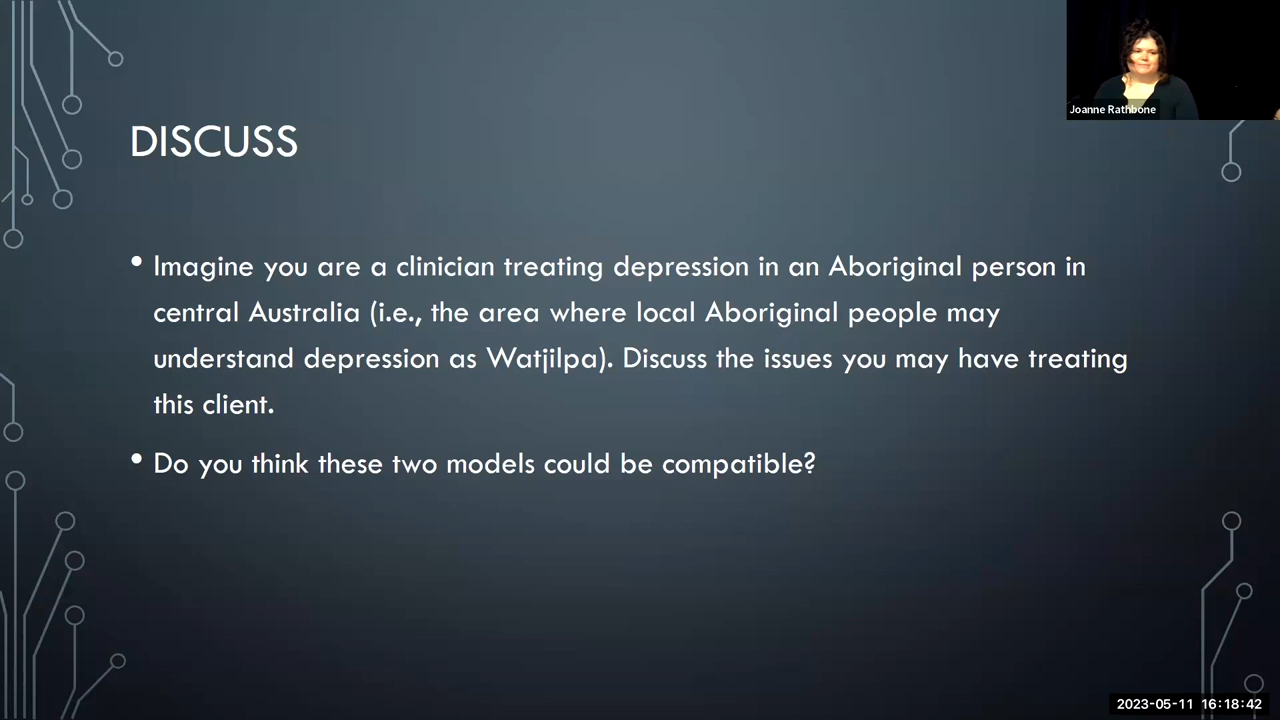 Joanne Rathbone
DISCUSS
• Imagine you are a clinician treating depression in an Aboriginal person in
central Australia (i.e., the area where local Aboriginal people may
understand depression as Watjilpa). Discuss the issues you may have treating
this client.
• Do you think these two models could be compatible?
2023-05-11 16:18:42